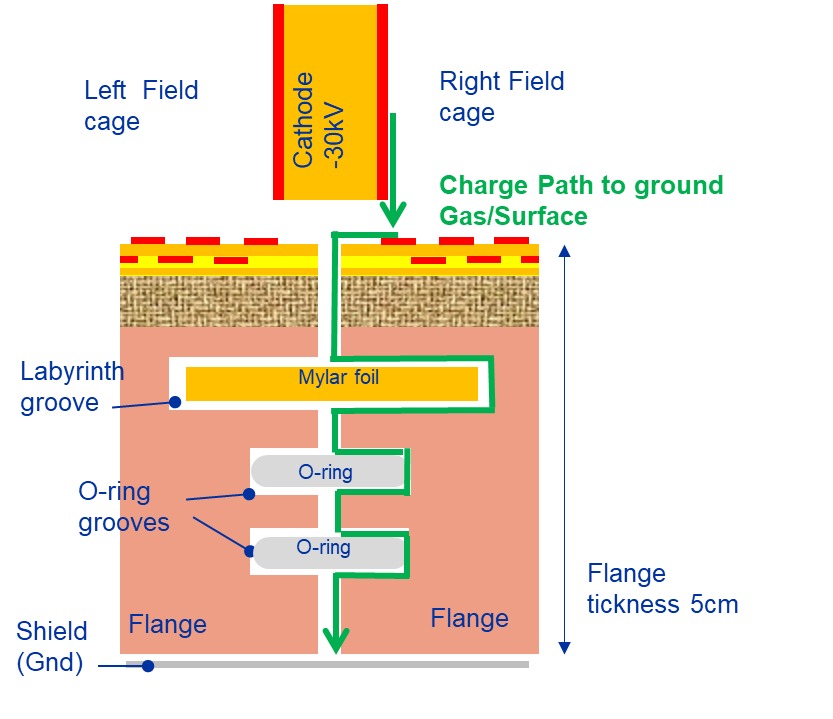 Left Field
cage
Cathode
-30kV
Right Field
cage
Charge Path to ground
Gas/Surface
Labyrinth
groove
Mylar foil
O-ring
O-ring
grooves
O-ring
Flange
tickness 5cm
Flange
Flange
Shield
(Gnd)